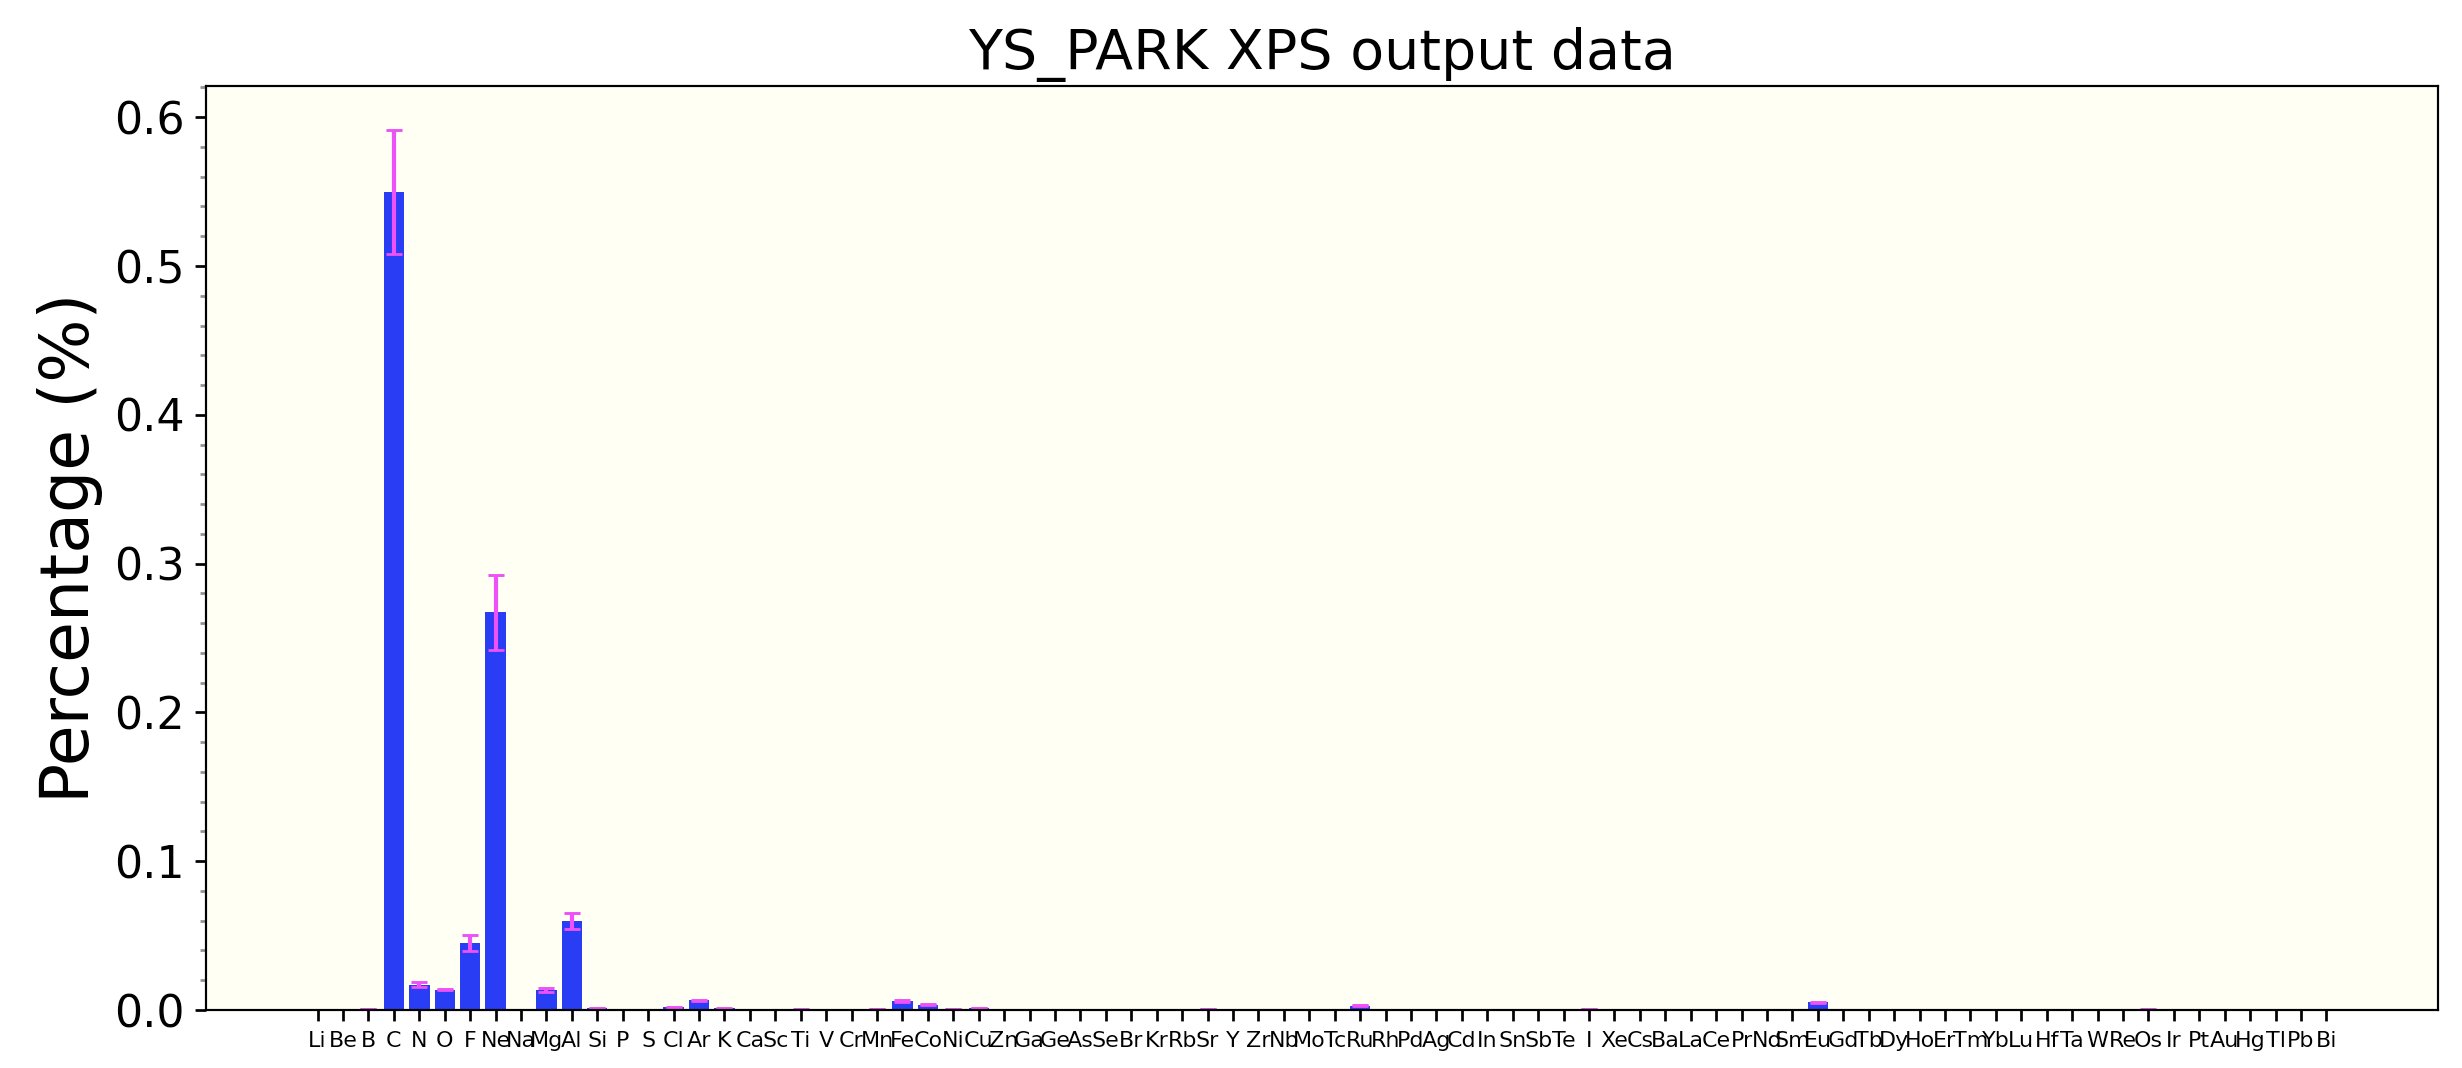 YS_PARK XPS output data
Percentage (%)
0.6
0.5
0.4
0.3
0.2
0.1
0.0
Li Be B C N O F Ne Na Mg Al Si P S Cl Ar K Ca Sc Ti V Cr Mn Fe Co Ni Cu Zn Ga Ge As Se Br Kr Rb Sr Y Zr Nb Mo Tc Ru Rh Pd Ag Cd In Sn Sb Te I Xe Cs Ba La Ce Pr Nd Sm Eu Gd Tb Dy Ho Er Tm Yb Lu Hf Ta W Re Os Ir Pt Au Hg Tl Pb Bi